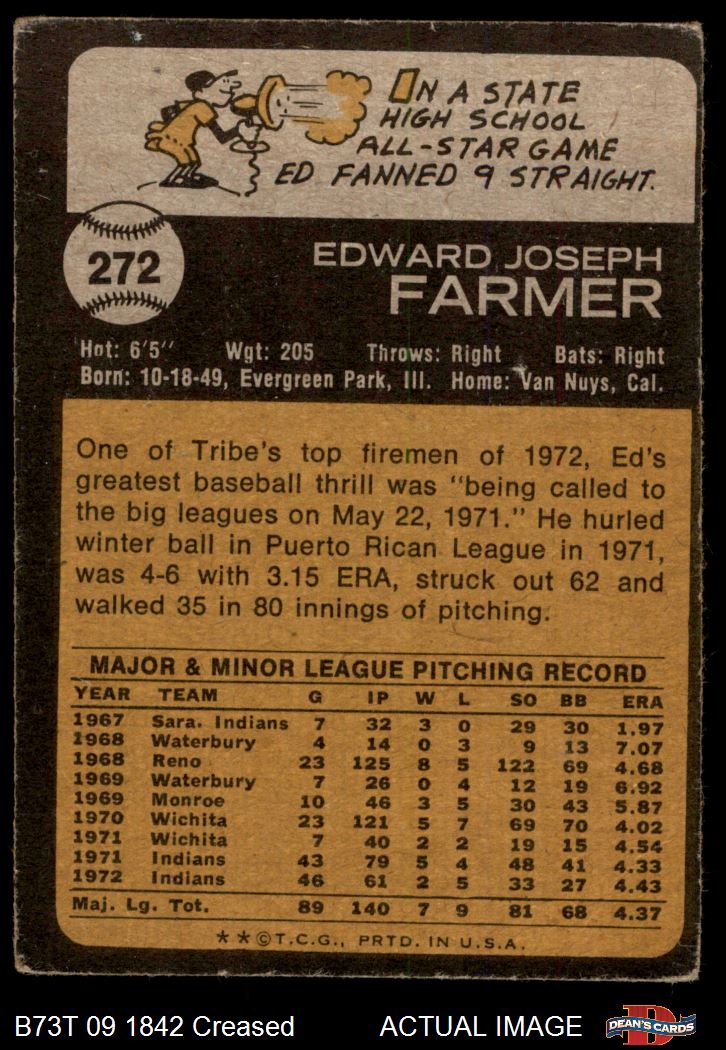 IN A STATE
HIGH SCHOOL
ALL-STAR GAME
ED FANNED 9 STRAIGHT.
272
EDWARD JOSEPH
FARMER
Hgt: 6'5" Wgt: 205 Throws: Right Bats: Right
Born: 10-18-49, Evergreen Park, Ill. Home: Van Nuys, Cal.
One of Tribe's top firemen of 1972, Ed's
greatest baseball thrill was "being called to
the big leagues on May 22, 1971." He hurled
winter ball in Puerto Rican League in 1971,
was 4-6 with 3.15 ERA, struck out 62 and
walked 35 in 80 innings of pitching.
MAJOR & MINOR LEAGUE PITCHING RECORD
YEAR TEAM G IP W L SO BB ERA
1967 Sara. Indians 7 32 3 0 29 30 1.97
1968 Waterbury 4 14 0 3 9 13 7.07
1968 Reno 23 125 8 5 122 69 4.68
1969 Waterbury 7 26 0 4 12 19 6.92
1969 Monroe 10 46 3 5 30 43 5.87
1970 Wichita 23 121 5 7 69 70 4.02
1971 Wichita 7 40 2 2 19 15 4.54
1971 Indians 43 79 5 4 48 41 4.33
1972 Indians 46 61 2 5 33 27 4.43
Maj. Lg. Tot. 89 140 7 9 81 68 4.37
**©T.C.G., PRTD. IN U.S.A.
B73T 09 1842 Creased ACTUAL IMAGE DEAN'S CARDS